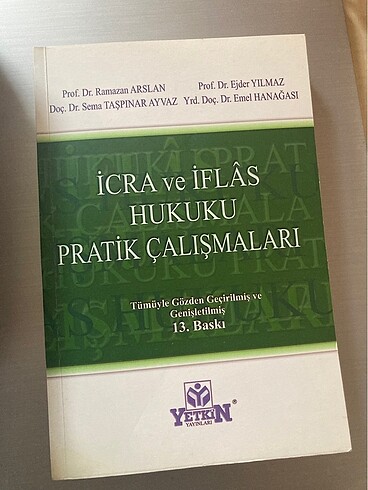 Prof. Dr. Ramazan ARSLAN Prof. Dr. Ejder YILMAZ
Doç. Dr. Sema TAŞPINAR AYVAZ Yrd. Doç. Dr. Emel HANAĞASI
İCRA ve İFLÂS
HUKUKU
PRATİK ÇALIŞMALARI
Tümüyle Gözden Geçirilmiş ve
Genişletilmiş
13. Baskı
YETKİN ®
YAYINLARI